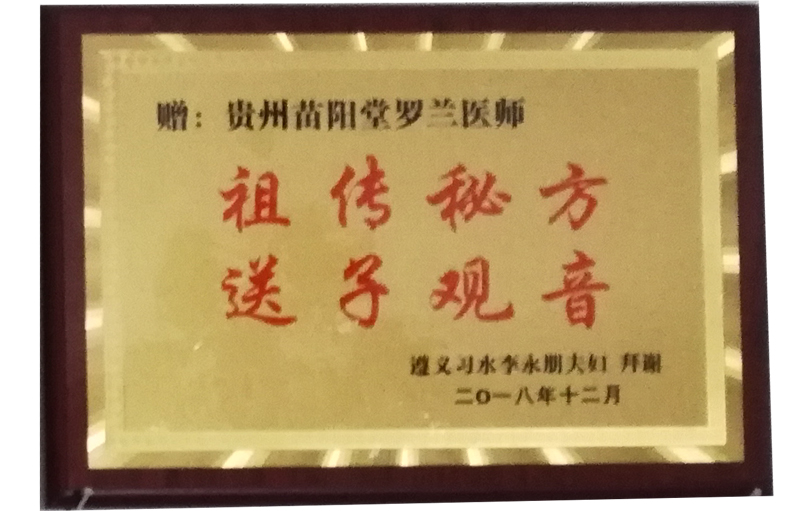 赠：贵州苗阳堂罗兰医师
祖传秘方
送子观音
遵义习水李永朋夫妇 拜谢
二〇一八年十二月